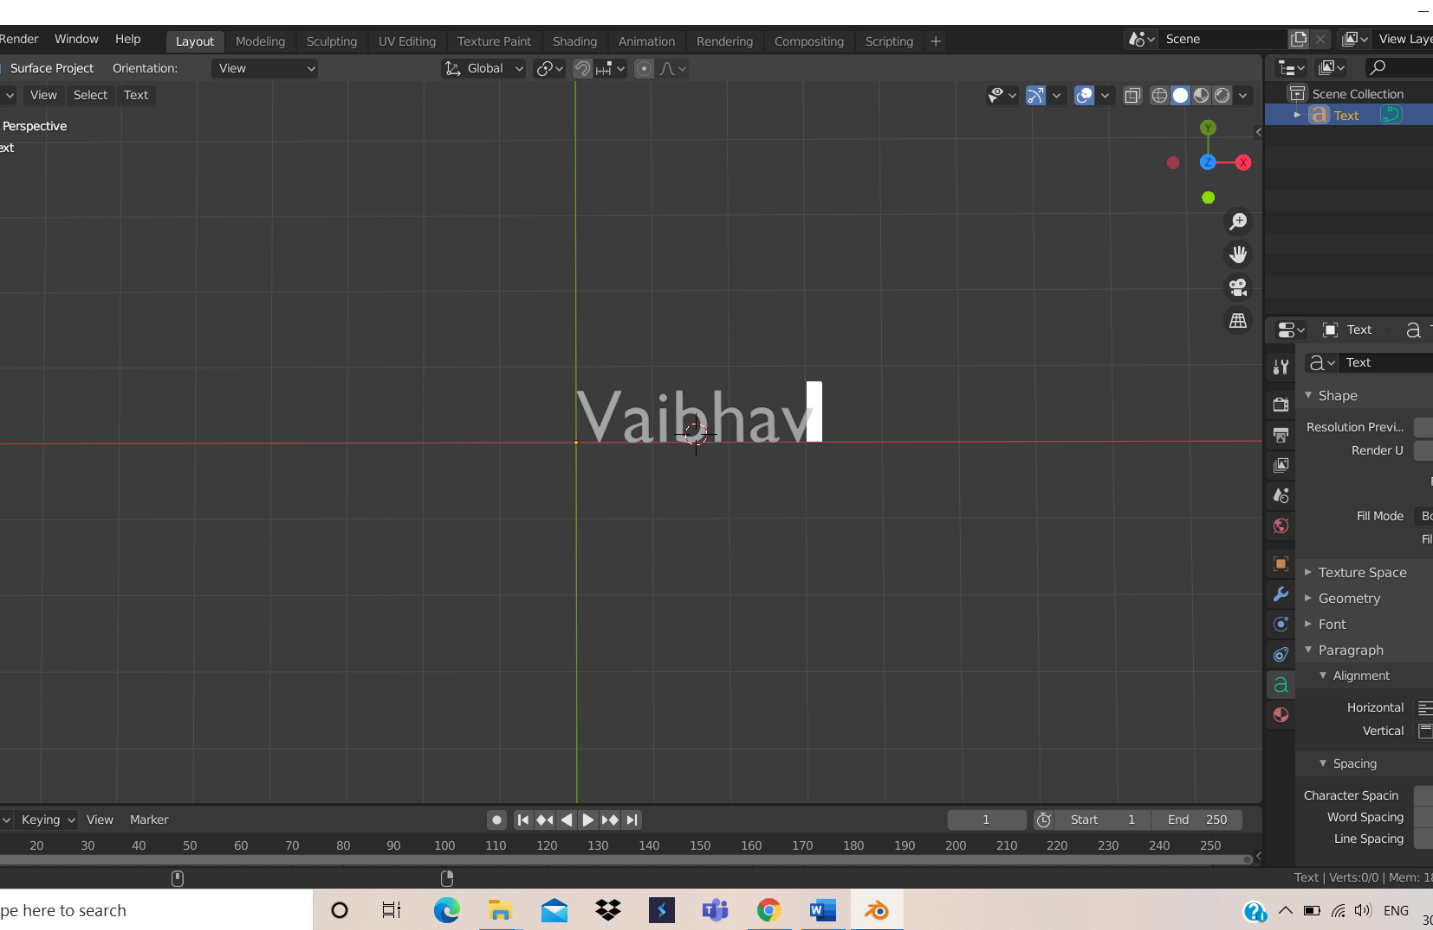 Render Window Help Layout Modeling Sculpting UV Editing Texture Paint Shading Animation Rendering Compositing Scripting + Scene View Laye
Surface Project Orientation: View Global
View Select Text
Scene Collection
Perspective
Text
ext
Y
Z X
Vaibhav
Text
Text
Shape
Resolution Previ...
Render U
Fill Mode Bo
Fil
Texture Space
Geometry
Font
Paragraph
Alignment
Horizontal
Vertical
Spacing
Character Spacin
Word Spacing
Line Spacing
Keying View Marker 1 Start 1 End 250
20 30 40 50 60 70 80 90 100 110 120 130 140 150 160 170 180 190 200 210 220 230 240 250
Text | Verts:0/0 | Mem: 18
pe here to search ENG
30